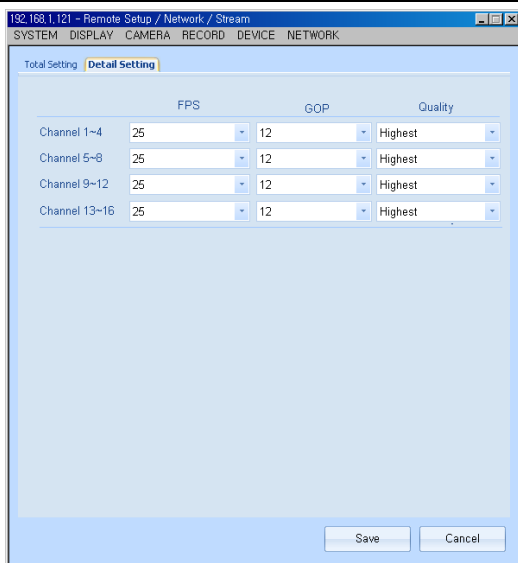 192,168,1,121 - Remote Setup / Network / Stream
SYSTEM DISPLAY CAMERA RECORD DEVICE NETWORK
Total Setting Detail Setting
FPS GOP Quality
Channel 1~4 25 12 Highest
Channel 5~8 25 12 Highest
Channel 9~12 25 12 Highest
Channel 13~16 25 12 Highest
Save Cancel